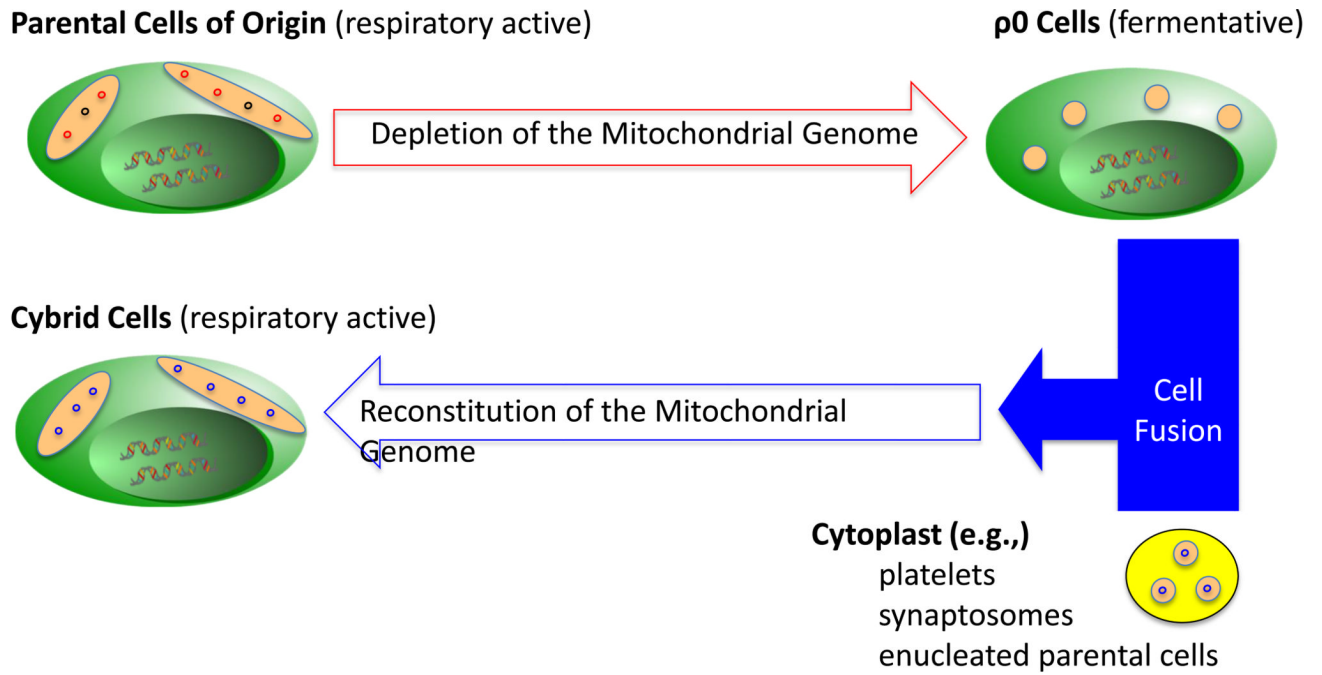 Parental Cells of Origin (respiratory active)
ρ0 Cells (fermentative)
Depletion of the Mitochondrial Genome
Cybrid Cells (respiratory active)
Reconstitution of the Mitochondrial
Genome
Cell
Fusion
Cytoplast (e.g.,)
platelets
synaptosomes
enucleated parental cells